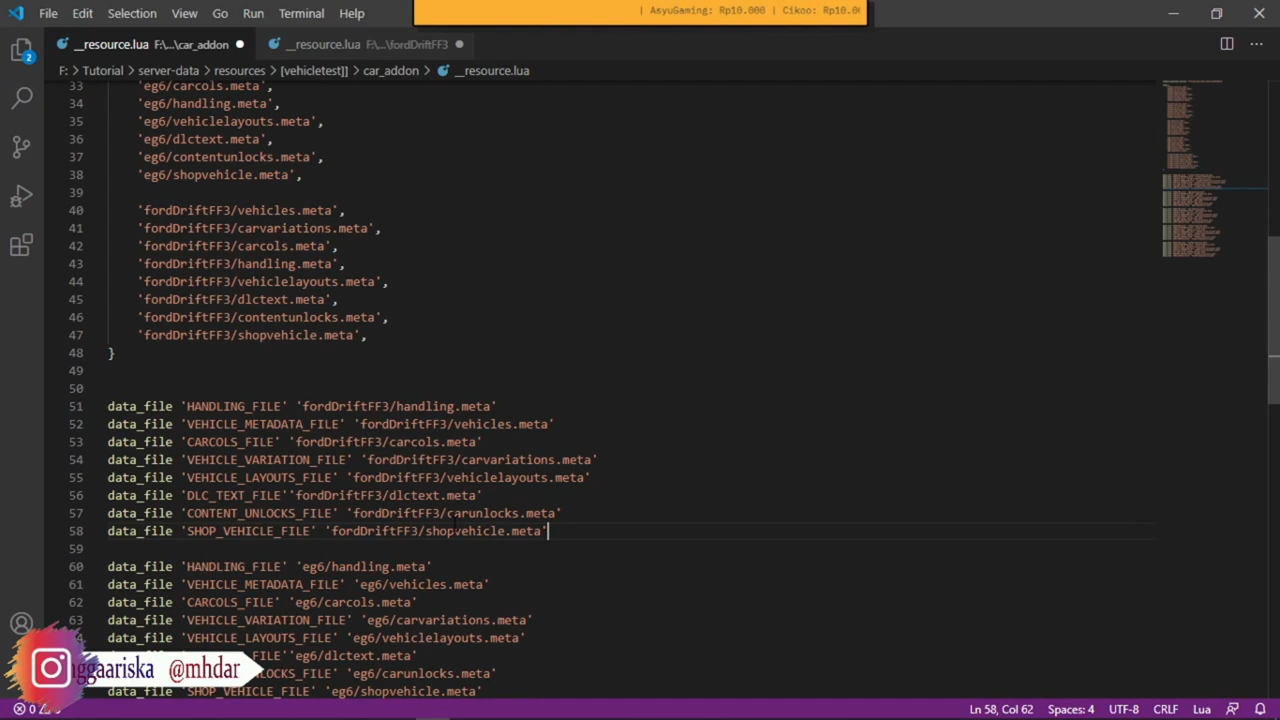 File Edit Selection View Go Run Terminal Help
| AsyuGaming: Rp10.000 | Cikoo: Rp10.0
__resource.lua F:\...\car_addon __resource.lua F:\...\fordDriftFF3
F: > Tutorial > server-data > resources > [vehicletest]] > car_addon > __resource.lua
2
33 'eg6/carcols.meta',
34 'eg6/handling.meta',
35 'eg6/vehiclelayouts.meta',
36 'eg6/dlctext.meta',
37 'eg6/contentunlocks.meta',
38 'eg6/shopvehicle.meta',
39
40 'fordDriftFF3/vehicles.meta',
41 'fordDriftFF3/carvariations.meta',
42 'fordDriftFF3/carcols.meta',
43 'fordDriftFF3/handling.meta',
44 'fordDriftFF3/vehiclelayouts.meta',
45 'fordDriftFF3/dlctext.meta',
46 'fordDriftFF3/contentunlocks.meta',
47 'fordDriftFF3/shopvehicle.meta',
48 }
49
50
51 data_file 'HANDLING_FILE' 'fordDriftFF3/handling.meta'
52 data_file 'VEHICLE_METADATA_FILE' 'fordDriftFF3/vehicles.meta'
53 data_file 'CARCOLS_FILE' 'fordDriftFF3/carcols.meta'
54 data_file 'VEHICLE_VARIATION_FILE' 'fordDriftFF3/carvariations.meta'
55 data_file 'VEHICLE_LAYOUTS_FILE' 'fordDriftFF3/vehiclelayouts.meta'
56 data_file 'DLC_TEXT_FILE''fordDriftFF3/dlctext.meta'
57 data_file 'CONTENT_UNLOCKS_FILE' 'fordDriftFF3/carunlocks.meta'
58 data_file 'SHOP_VEHICLE_FILE' 'fordDriftFF3/shopvehicle.meta'
59
60 data_file 'HANDLING_FILE' 'eg6/handling.meta'
61 data_file 'VEHICLE_METADATA_FILE' 'eg6/vehicles.meta'
62 data_file 'CARCOLS_FILE' 'eg6/carcols.meta'
63 data_file 'VEHICLE_VARIATION_FILE' 'eg6/carvariations.meta'
data_file 'VEHICLE_LAYOUTS_FILE' 'eg6/vehiclelayouts.meta'
_FILE''eg6/dlctext.meta'
OCKS_FILE' 'eg6/carunlocks.meta'
data_file 'SHOP_VEHICLE_FILE' 'eg6/shopvehicle.meta'
nggaariska @mhdar
0 Ln 58, Col 62 Spaces: 4 UTF-8 CRLF Lua